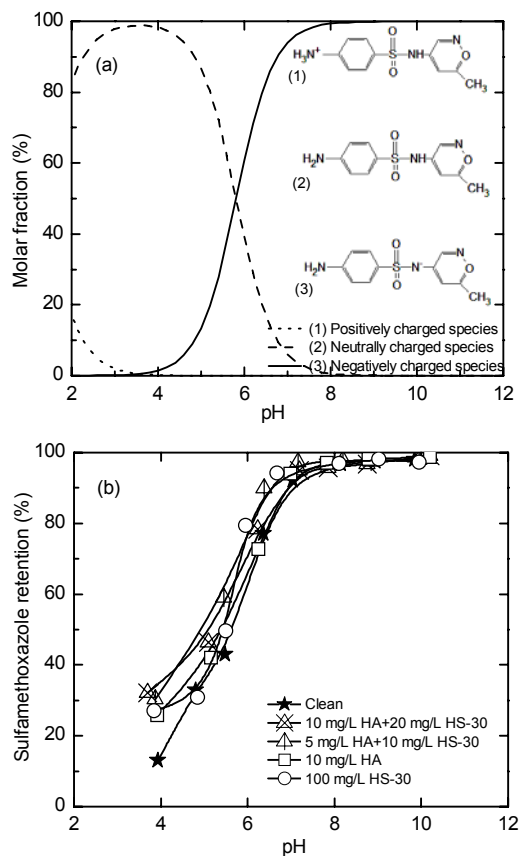 (a)
Molar fraction (%)
100
80
60
40
20
0
H₃N⁺ S O O NH N O CH₃
(1)
H₂N S O O NH N O CH₃
(2)
H₂N S O O N⁻ N O CH₃
(3)
(1) Positively charged species
(2) Neutrally charged species
(3) Negatively charged species
2 4 6 8 10 12
pH
(b)
Sulfamethoxazole retention (%)
100
80
60
40
20
0
Clean
10 mg/L HA+20 mg/L HS-30
5 mg/L HA+10 mg/L HS-30
10 mg/L HA
100 mg/L HS-30
2 4 6 8 10 12
pH